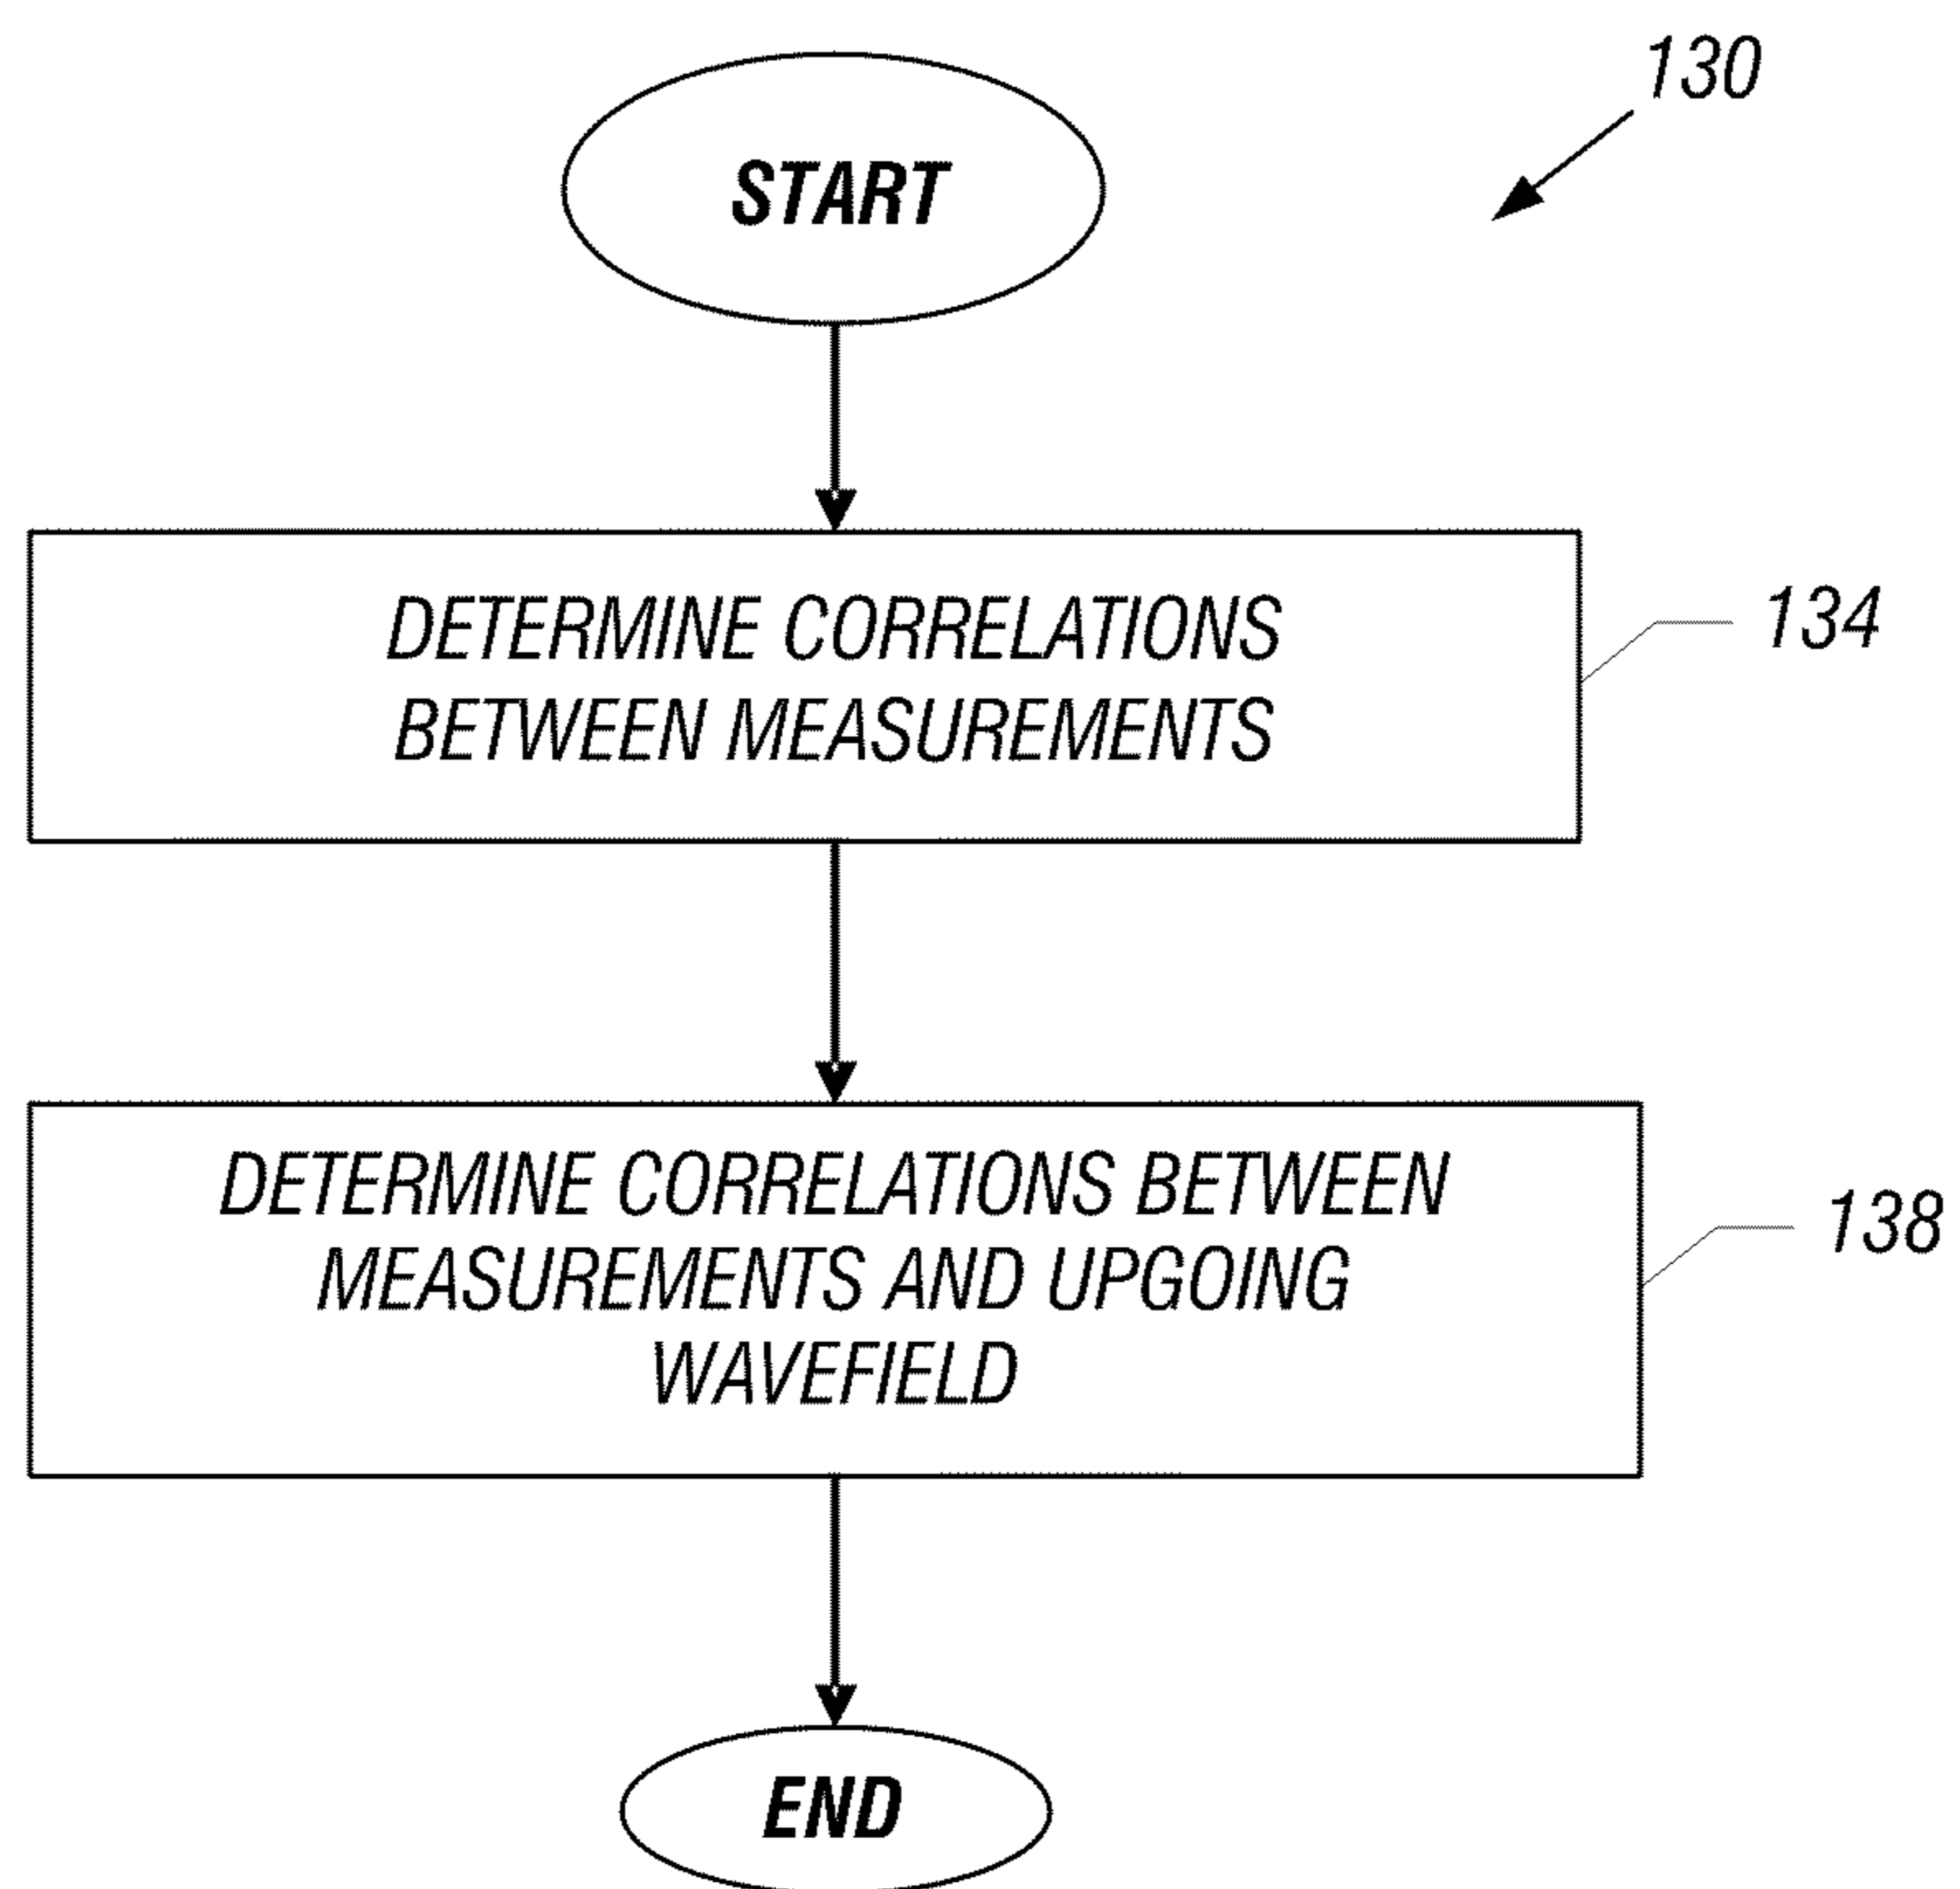 130
START
DETERMINE CORRELATIONS
BETWEEN MEASUREMENTS
134
DETERMINE CORRELATIONS BETWEEN
MEASUREMENTS AND UPGOING
WAVEFIELD
138
END